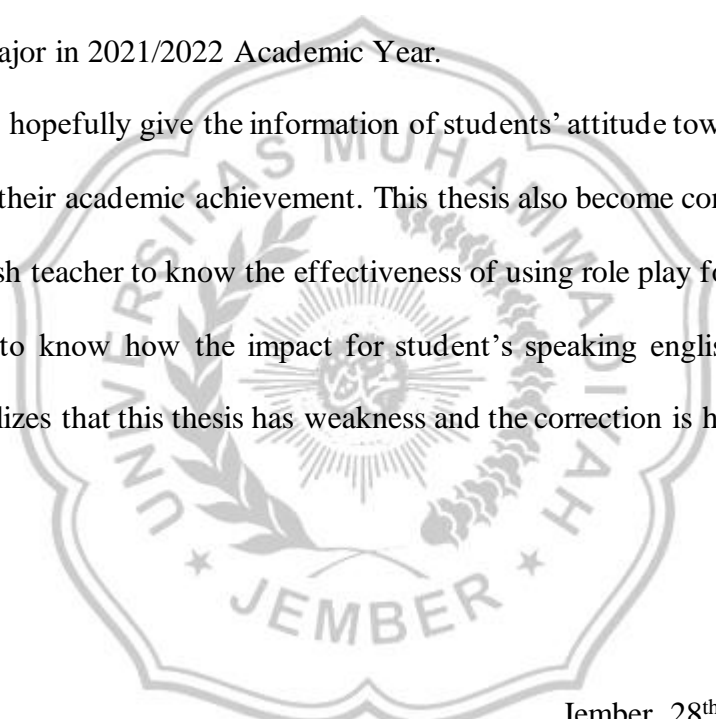 ajor in 2021/2022 Academic Year.
hopefully give the information of students’ attitude tow
their academic achievement. This thesis also become co
sh teacher to know the effectiveness of using role play fo
to know how the impact for student’s speaking englis
lizes that this thesis has weakness and the correction is h
UNIVERSITAS MUHAMMADIYAH
JEMBER
Jember, 28th